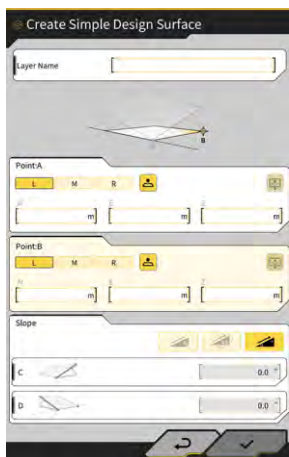 Create Simple Design Surface
Layer Name [ ]
B
Point:A
L M R
N E Z
[ m] [ m] [ m]
Point:B
L M R
N E Z
[ m] [ m] [ m]
Slope
C [ 0.0 ° ]
D [ 0.0 ° ]